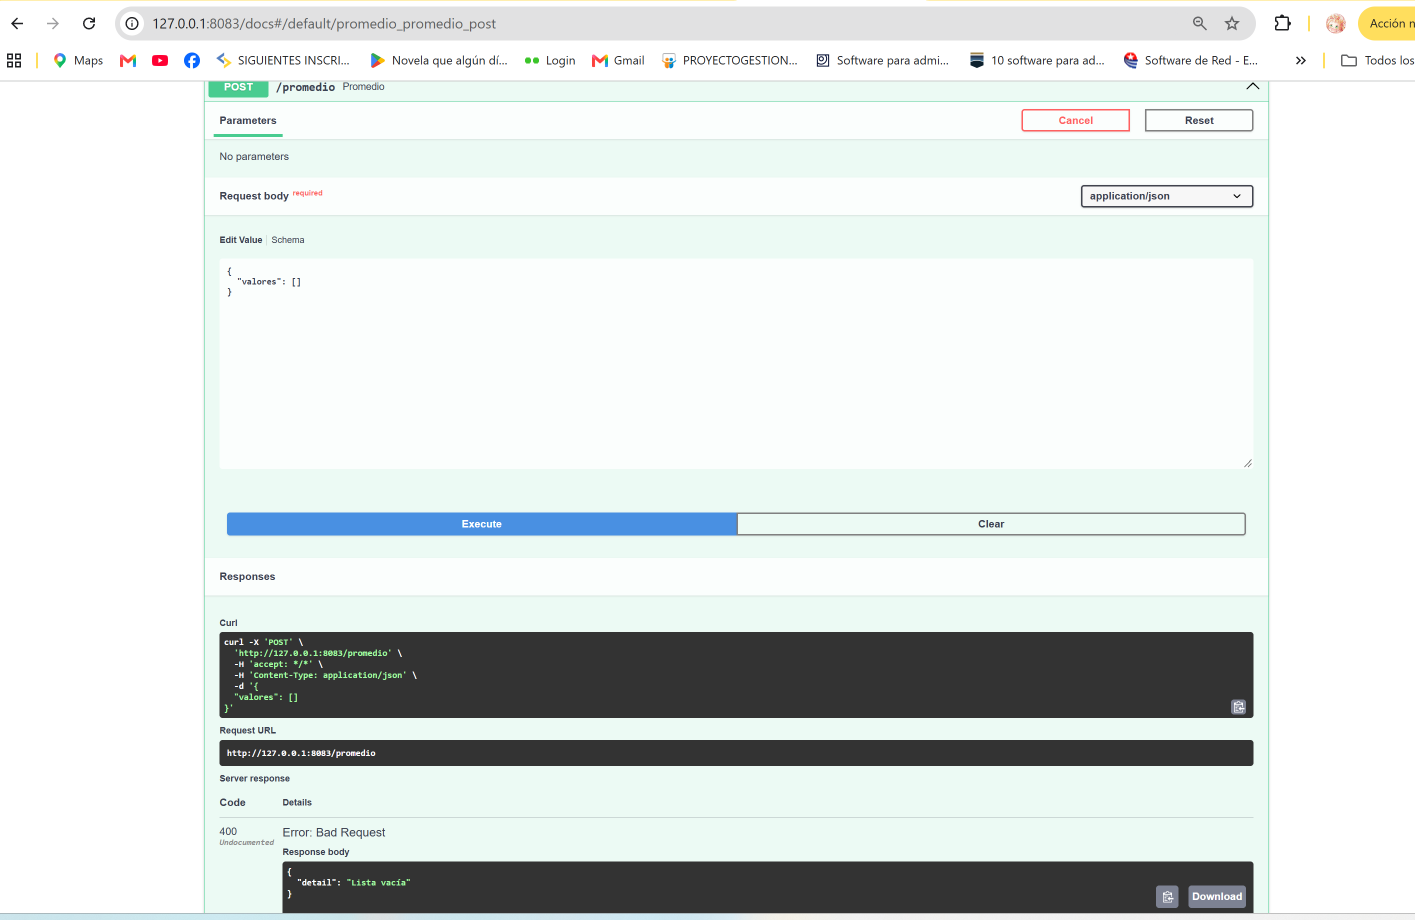 127.0.0.1:8083/docs#/default/promedio_promedio_post
Acción n
Maps
SIGUIENTES INSCRI...
Novela que algún dí...
Login
Gmail
PROYECTOGESTION...
Software para admi...
10 software para ad...
Software de Red - E...
»
Todos los
POST /promedio Promedio
Parameters
Cancel
Reset
No parameters
Request body required
application/json
Edit Value | Schema
{
  "valores": []
}
Execute
Clear
Responses
Curl
curl -X 'POST' \
  'http://127.0.0.1:8083/promedio' \
  -H 'accept: */*' \
  -H 'Content-Type: application/json' \
  -d '{
  "valores": []
}'
Request URL
http://127.0.0.1:8083/promedio
Server response
Code Details
400 Error: Bad Request
Undocumented
Response body
{
  "detail": "Lista vacía"
}
Download